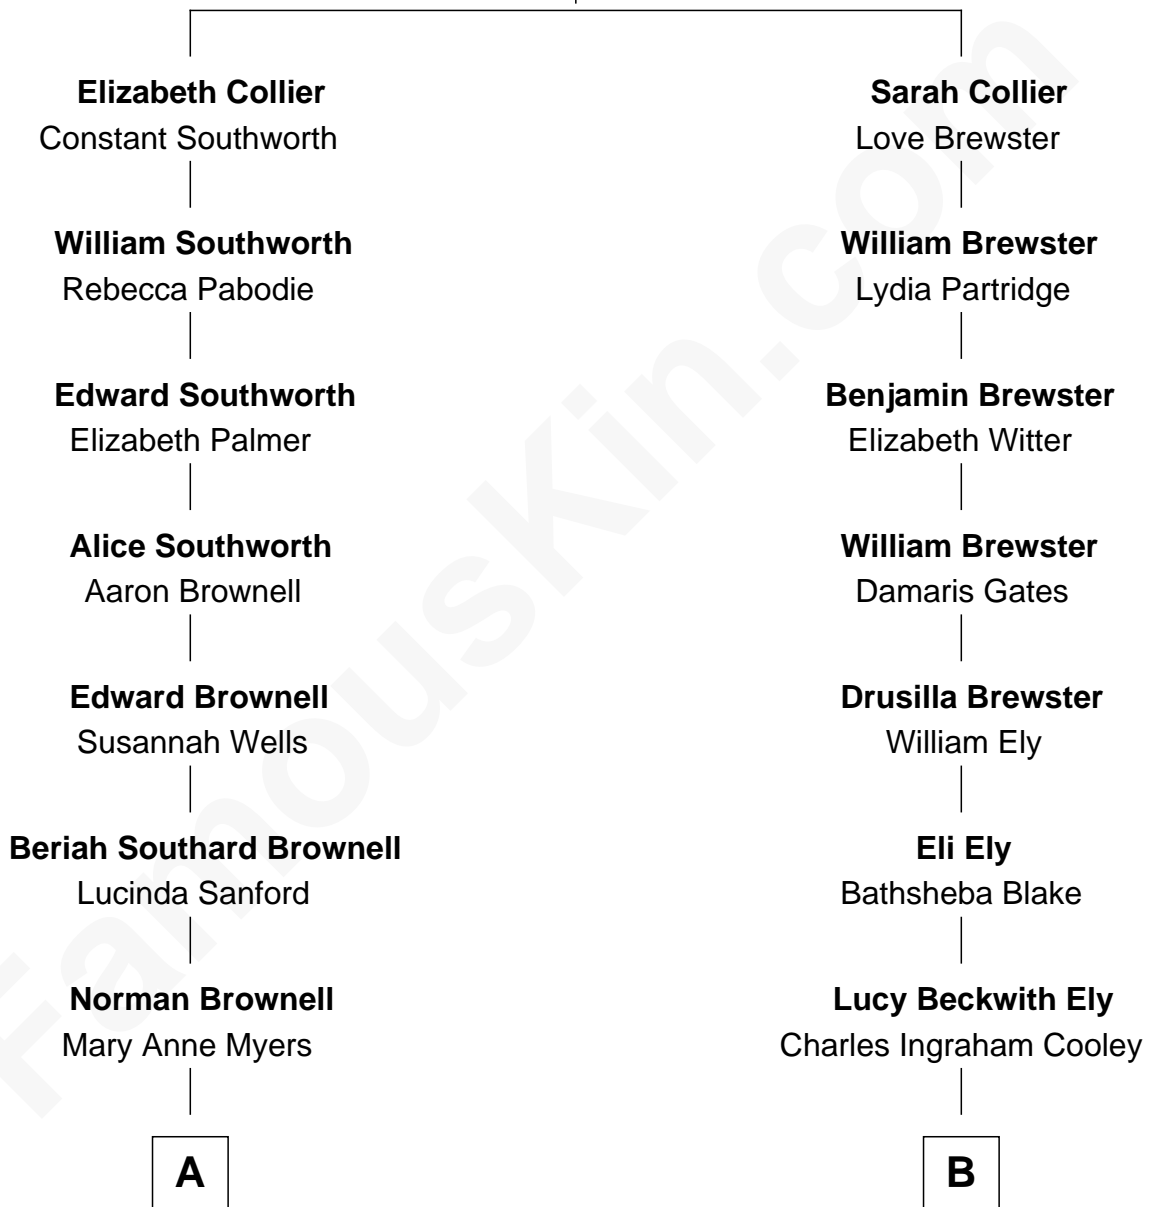 Elizabeth Collier
Constant Southworth
Sarah Collier
Love Brewster
William Southworth
Rebecca Pabodie
William Brewster
Lydia Partridge
Edward Southworth
Elizabeth Palmer
Benjamin Brewster
Elizabeth Witter
Alice Southworth
Aaron Brownell
William Brewster
Damaris Gates
Edward Brownell
Susannah Wells
Drusilla Brewster
William Ely
Beriah Southard Brownell
Lucinda Sanford
Eli Ely
Bathsheba Blake
Norman Brownell
Mary Anne Myers
Lucy Beckwith Ely
Charles Ingraham Cooley
A
B
FamousKin.com